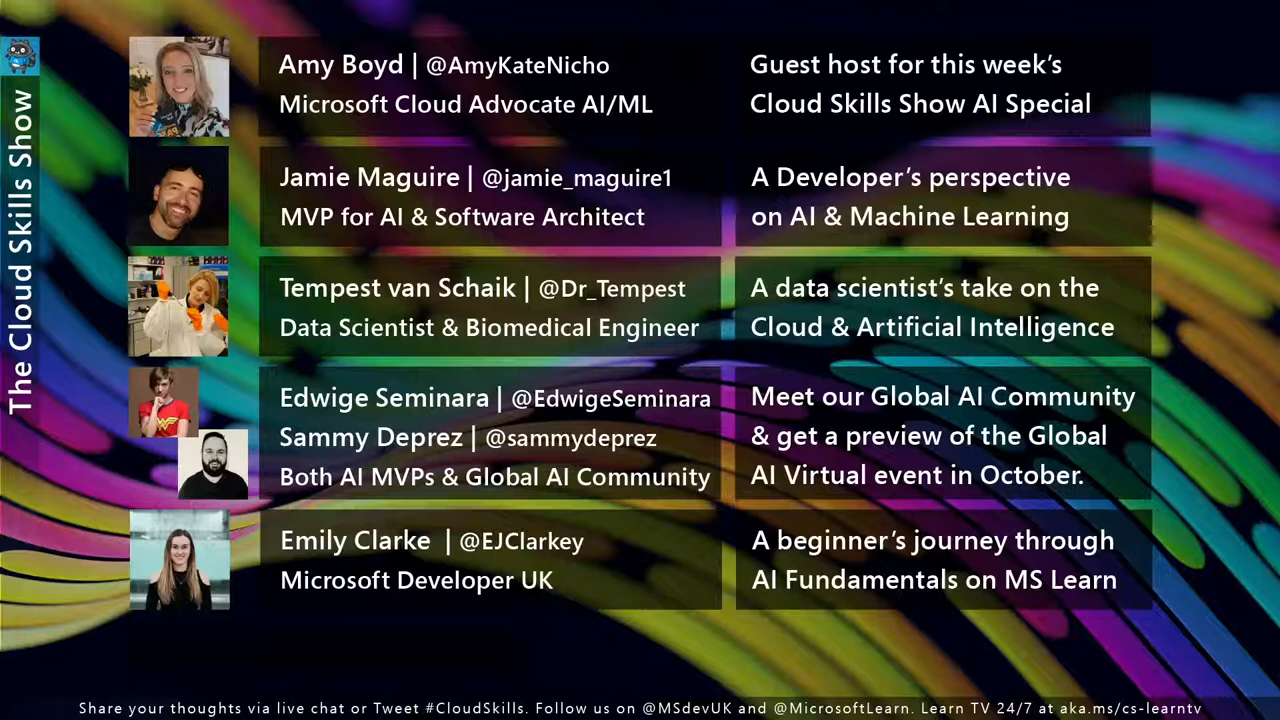 The Cloud Skills Show
Amy Boyd | @AmyKateNicho
Microsoft Cloud Advocate AI/ML
Guest host for this week’s
Cloud Skills Show AI Special
Jamie Maguire | @jamie_maguire1
MVP for AI & Software Architect
A Developer’s perspective
on AI & Machine Learning
Tempest van Schaik | @Dr_Tempest
Data Scientist & Biomedical Engineer
A data scientist’s take on the
Cloud & Artificial Intelligence
Edwige Seminara | @EdwigeSeminara
Sammy Deprez | @sammydeprez
Both AI MVPs & Global AI Community
Meet our Global AI Community
& get a preview of the Global
AI Virtual event in October.
Emily Clarke | @EJClarkey
Microsoft Developer UK
A beginner’s journey through
AI Fundamentals on MS Learn
Share your thoughts via live chat or Tweet #CloudSkills. Follow us on @MSdevUK and @MicrosoftLearn. Learn TV 24/7 at aka.ms/cs-learntv